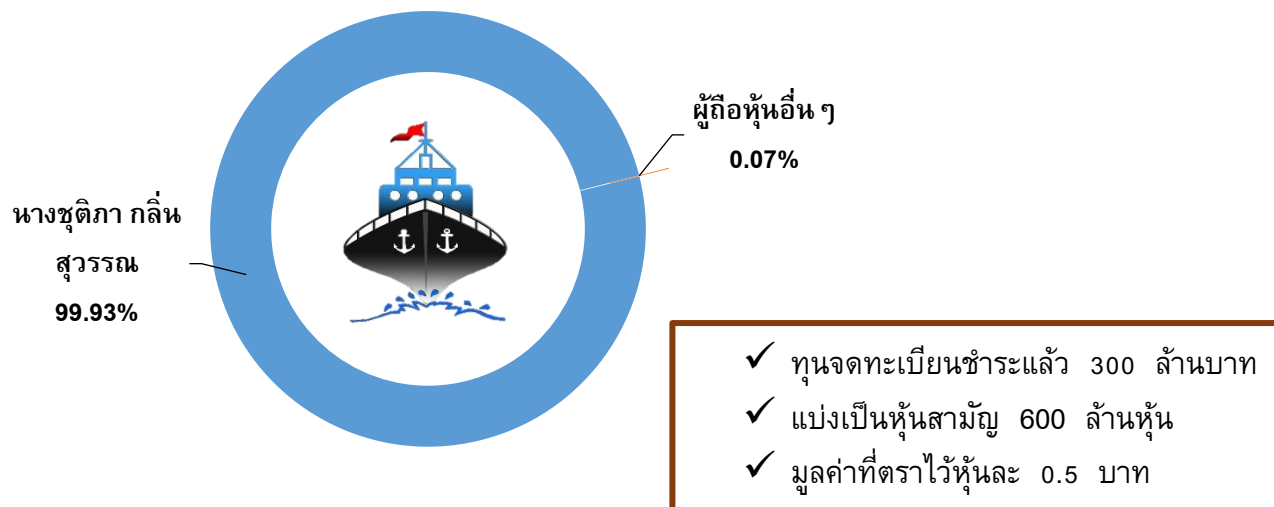 ผู้ถือหุ้นอื่น ๆ
0.07%
นางชุติภา กลิ่น
สุวรรณ
99.93%
✓ ทุนจดทะเบียนชำระแล้ว 300 ล้านบาท
✓ แบ่งเป็นหุ้นสามัญ 600 ล้านหุ้น
✓ มูลค่าที่ตราไว้หุ้นละ 0.5 บาท